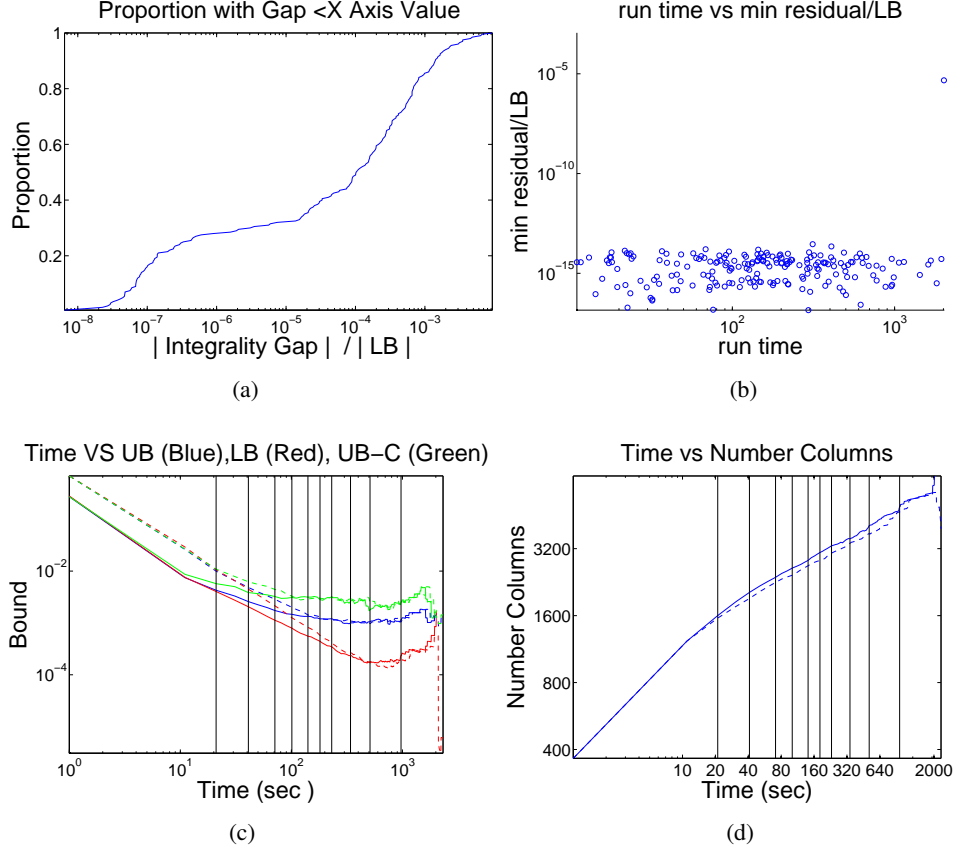 Proportion with Gap <X Axis Value
Proportion
1
0.8
0.6
0.4
0.2
10^-8 10^-7 10^-6 10^-5 10^-4 10^-3
| Integrality Gap | / | LB |
(a)
run time vs min residual/LB
min residual/LB
10^-5
10^-10
10^-15
10^2 10^3
run time
(b)
Time VS UB (Blue),LB (Red), UB-C (Green)
Bound
10^-2
10^-4
10^0 10^1 10^2 10^3
Time (sec )
(c)
Time vs Number Columns
Number Columns
3200
1600
800
400
10 20 40 80 160 320 640 2000
Time (sec)
(d)